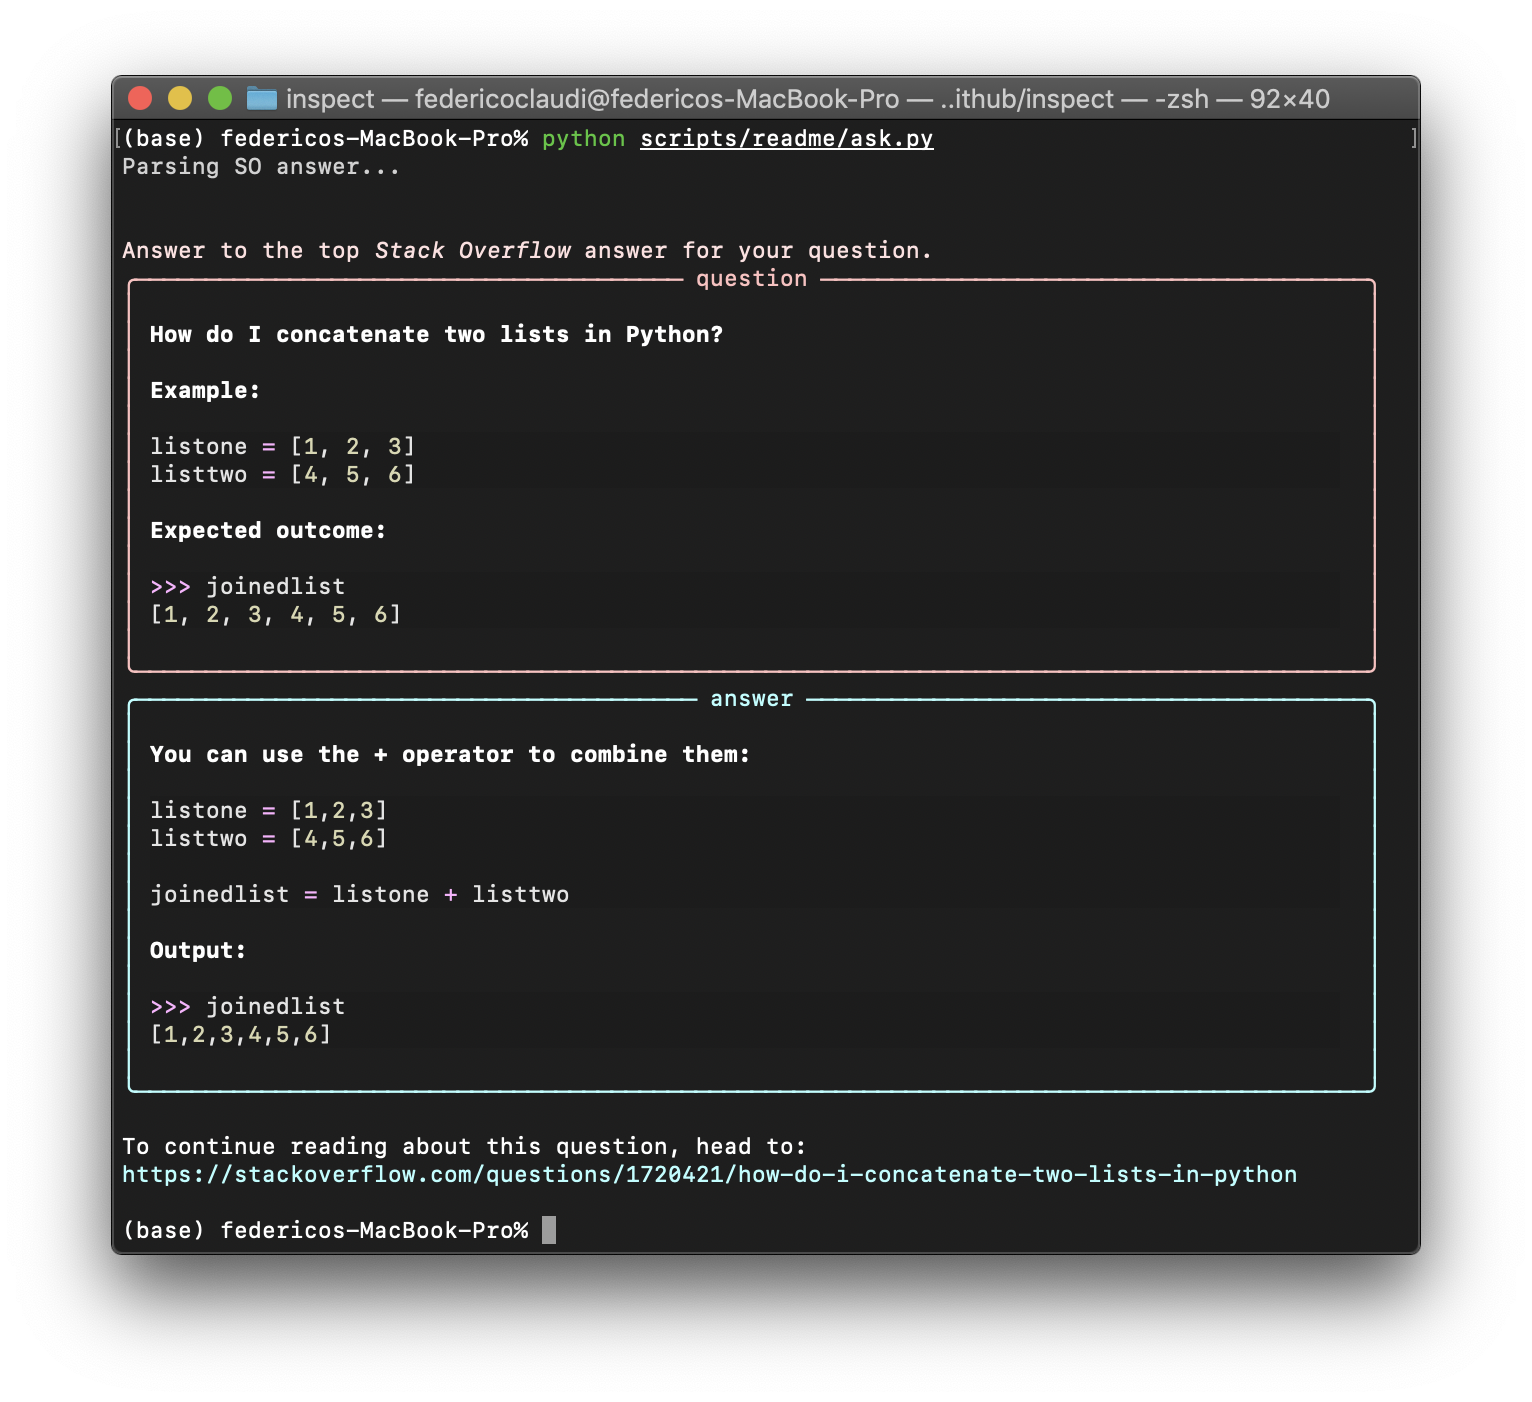 inspect — federicoclaudi@federicos-MacBook-Pro — ..ithub/inspect — -zsh — 92×40
[(base) federicos-MacBook-Pro% python scripts/readme/ask.py ]
Parsing SO answer...
Answer to the top Stack Overflow answer for your question.
question
How do I concatenate two lists in Python?
Example:
listone = [1, 2, 3]
listtwo = [4, 5, 6]
Expected outcome:
>>> joinedlist
[1, 2, 3, 4, 5, 6]
answer
You can use the + operator to combine them:
listone = [1,2,3]
listtwo = [4,5,6]
joinedlist = listone + listtwo
Output:
>>> joinedlist
[1,2,3,4,5,6]
To continue reading about this question, head to:
https://stackoverflow.com/questions/1720421/how-do-i-concatenate-two-lists-in-python
(base) federicos-MacBook-Pro%